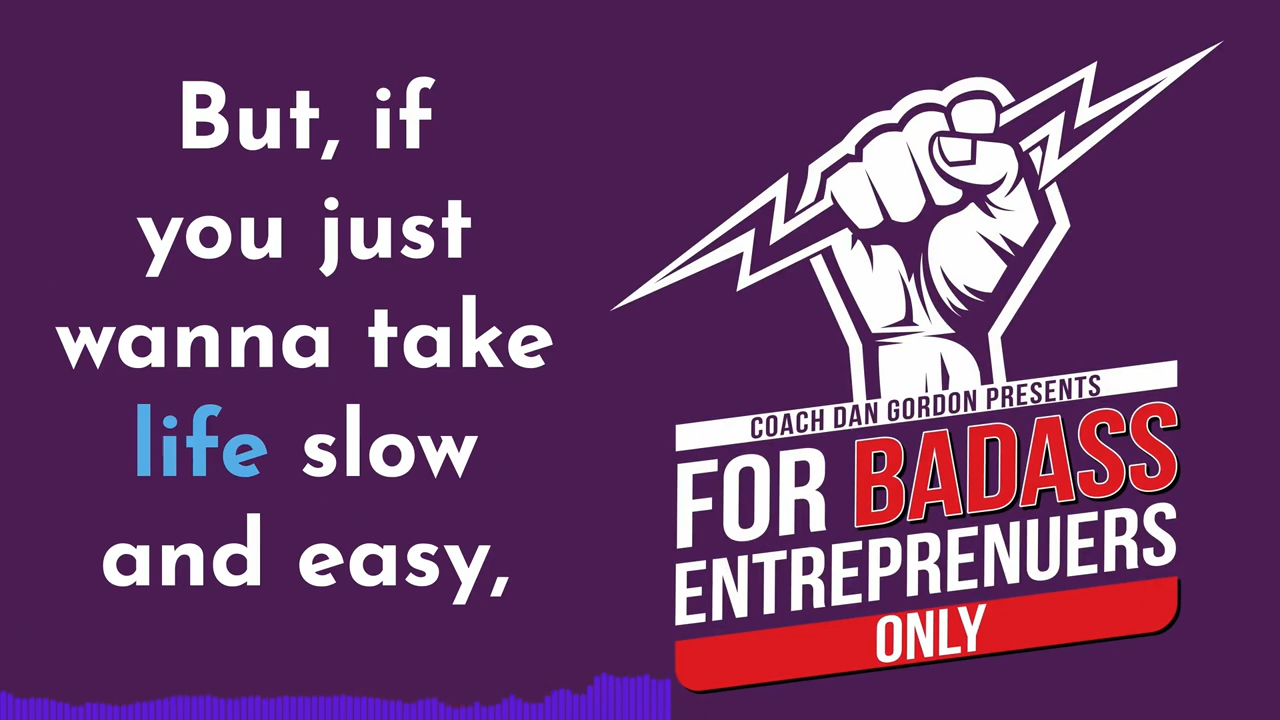 But, if
you just
wanna take
life slow
and easy,
COACH DAN GORDON PRESENTS
FOR BADASS
ENTREPRENUERS
ONLY